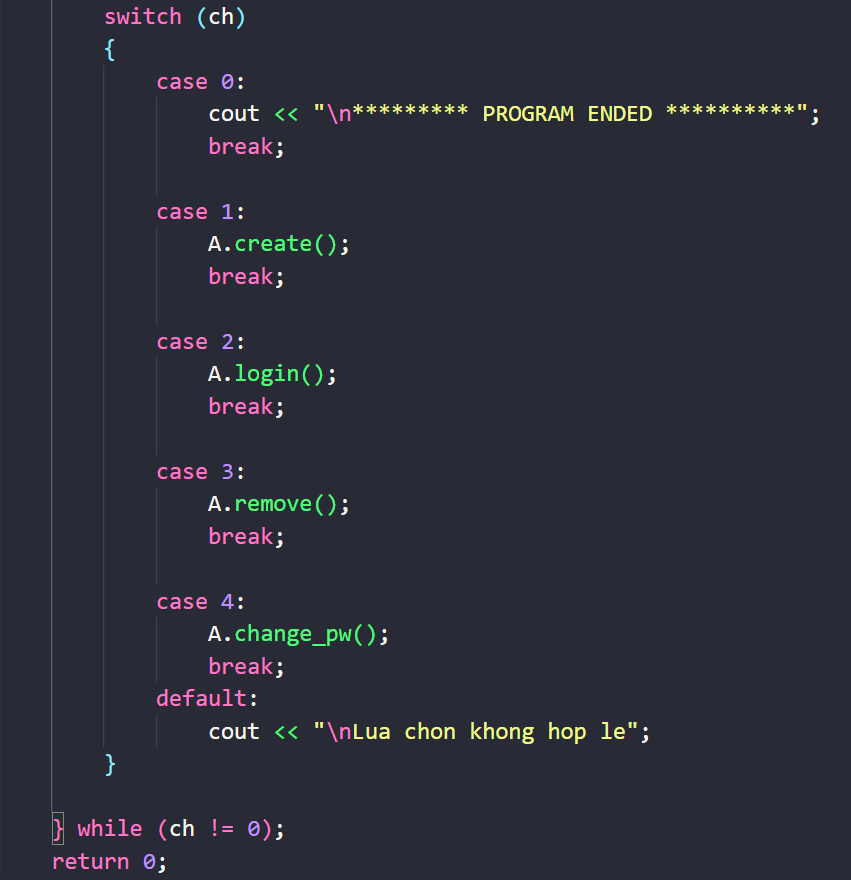 switch (ch)
{
case 0:
cout << "\n********* PROGRAM ENDED **********";
break;
case 1:
A.create();
break;
case 2:
A.login();
break;
case 3:
A.remove();
break;
case 4:
A.change_pw();
break;
default:
cout << "\nLua chon khong hop le";
}
} while (ch != 0);
return 0;